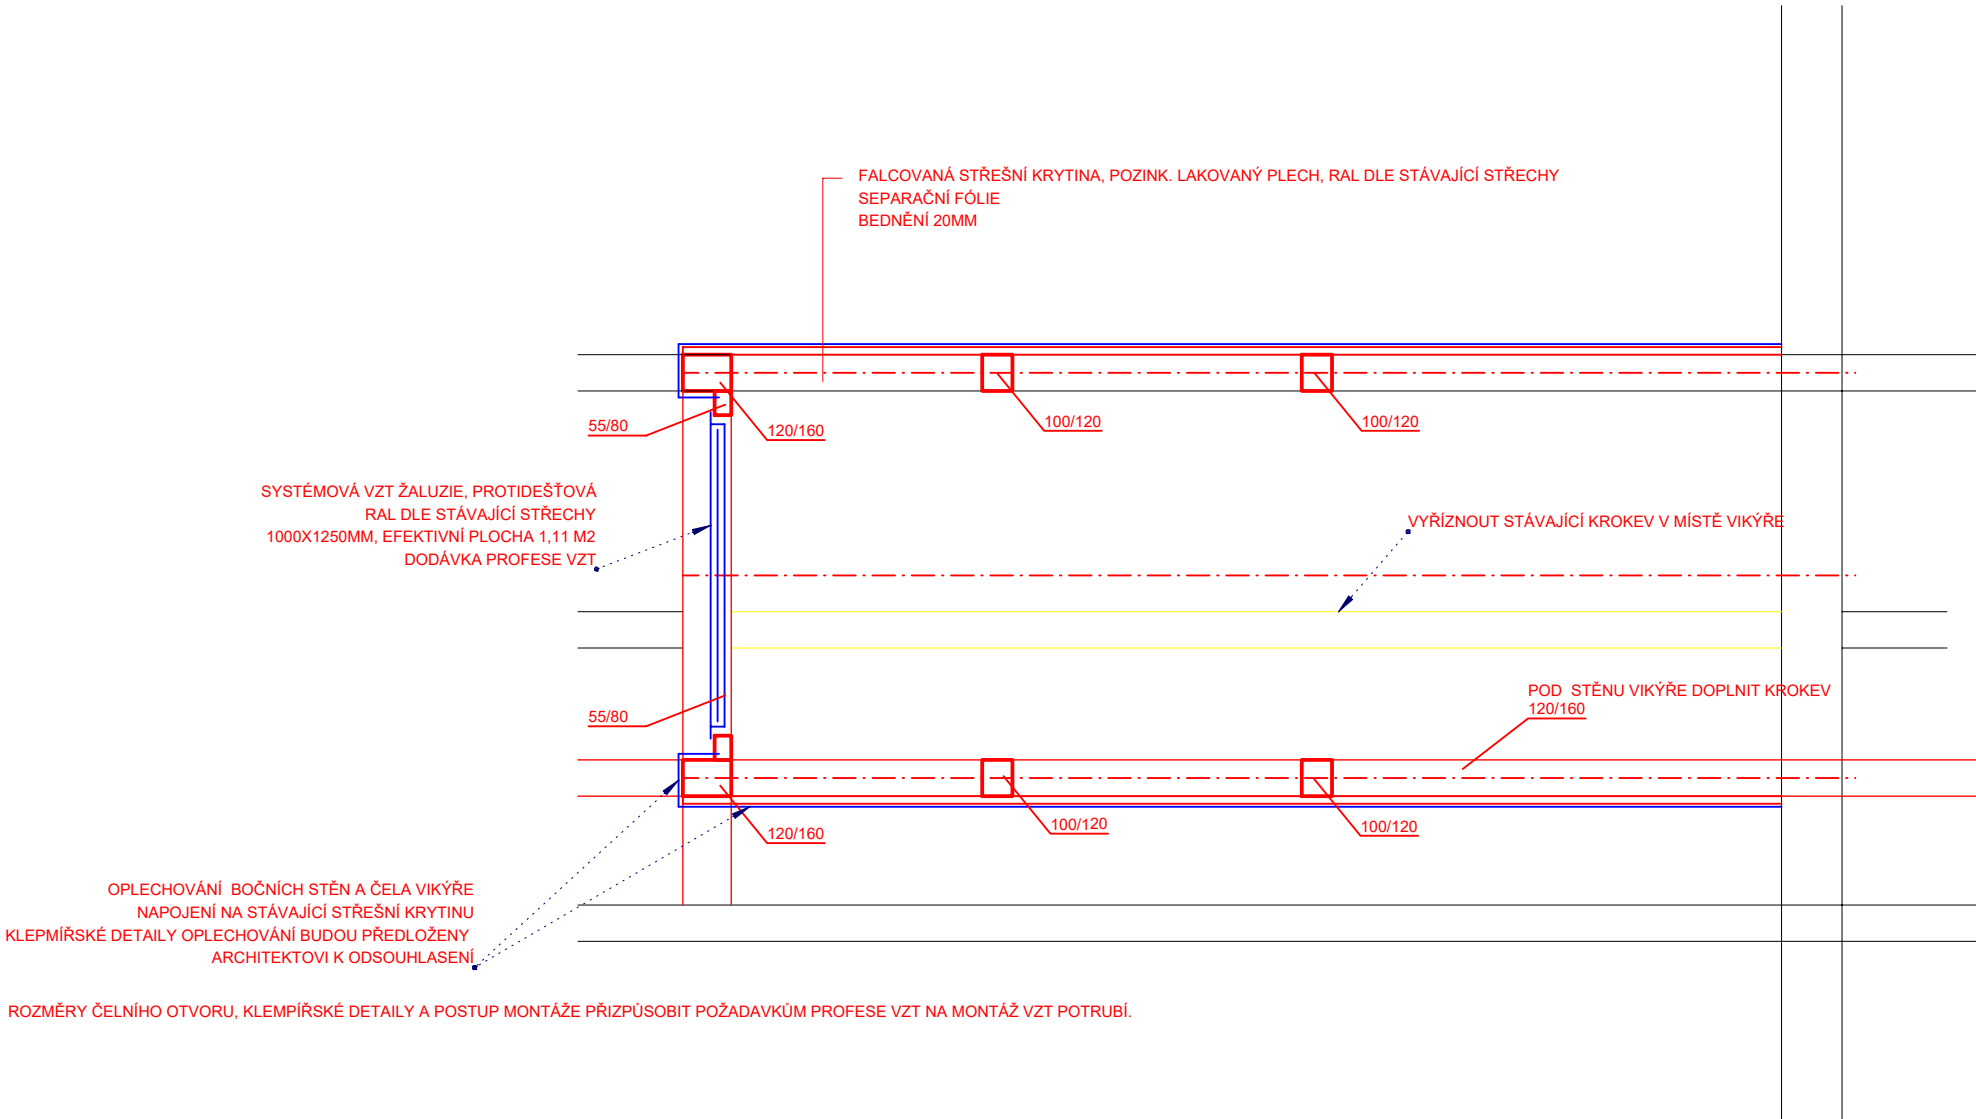 FALCOVANÁ STŘEŠNÍ KRYTINA, POZINK. LAKOVANÝ PLECH, RAL DLE STÁVAJÍCÍ STŘECHY
SEPARAČNÍ FÓLIE
BEDNĚNÍ 20MM
55/80
120/160
100/120
100/120
SYSTÉMOVÁ VZT ŽALUZIE, PROTIDEŠŤOVÁ
RAL DLE STÁVAJÍCÍ STŘECHY
1000X1250MM, EFEKTIVNÍ PLOCHA 1,11 M2
DODÁVKA PROFESE VZT
VYŘÍZNOUT STÁVAJÍCÍ KROKEV V MÍSTĚ VIKÝŘE
55/80
POD STĚNU VIKÝŘE DOPLNIT KROKEV
120/160
120/160
100/120
100/120
OPLECHOVÁNÍ BOČNÍCH STĚN A ČELA VIKÝŘE
NAPOJENÍ NA STÁVAJÍCÍ STŘEŠNÍ KRYTINU
KLEPMÍŘSKÉ DETAILY OPLECHOVÁNÍ BUDOU PŘEDLOŽENY
ARCHITEKTOVI K ODSOUHLASENÍ
ROZMĚRY ČELNÍHO OTVORU, KLEMPÍŘSKÉ DETAILY A POSTUP MONTÁŽE PŘIZPŮSOBIT POŽADAVKŮM PROFESE VZT NA MONTÁŽ VZT POTRUBÍ.